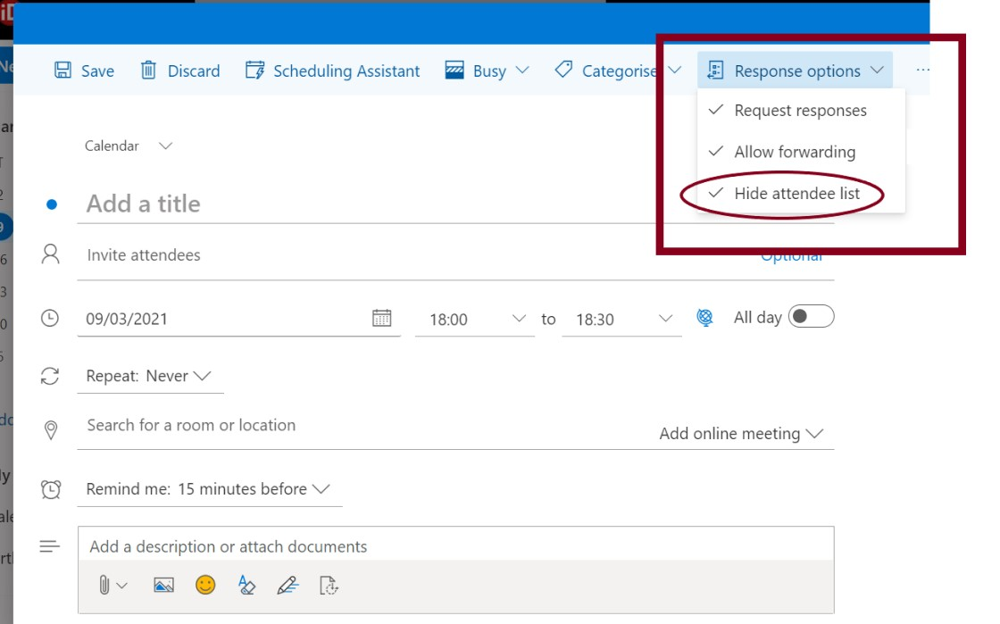 Save Discard Scheduling Assistant Busy Categorise Response options
Request responses
Allow forwarding
Hide attendee list
Calendar
Add a title
Invite attendees Optional
09/03/2021 18:00 to 18:30 All day
Repeat: Never
Search for a room or location
Add online meeting
Remind me: 15 minutes before
Add a description or attach documents